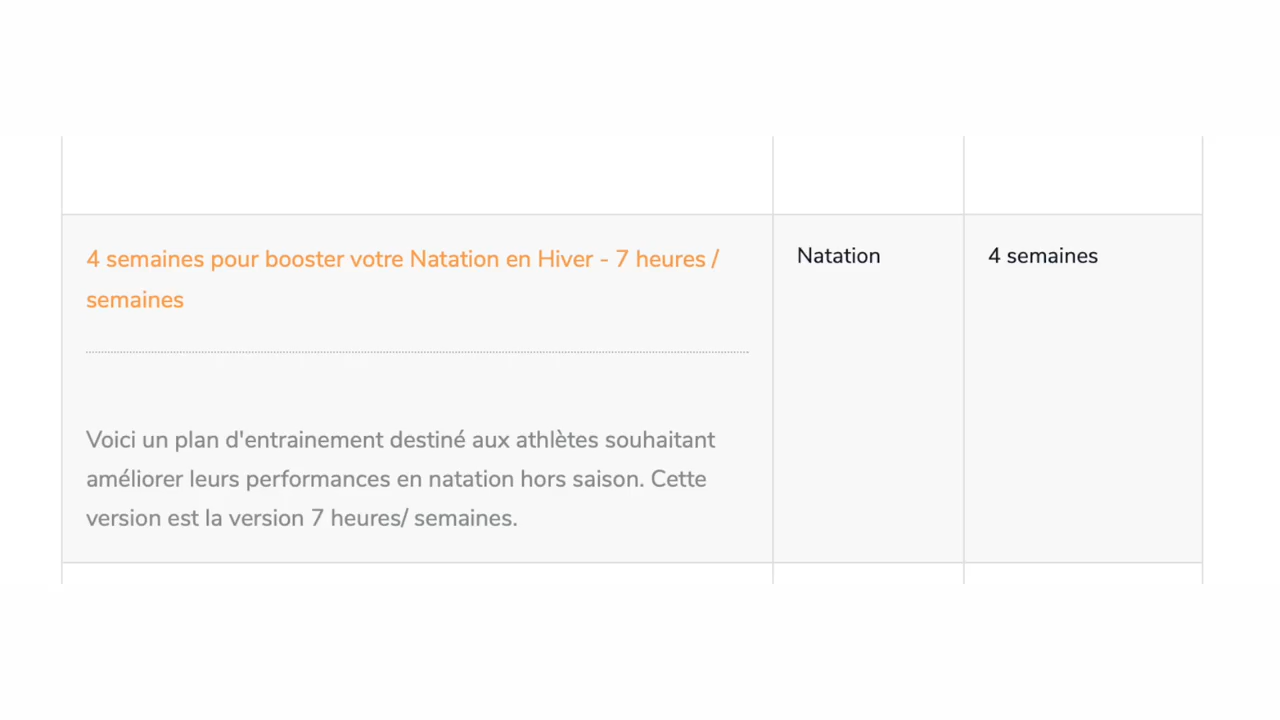 4 semaines pour booster votre Natation en Hiver - 7 heures /
semaines
Natation
4 semaines
Voici un plan d'entrainement destiné aux athlètes souhaitant
améliorer leurs performances en natation hors saison. Cette
version est la version 7 heures/ semaines.